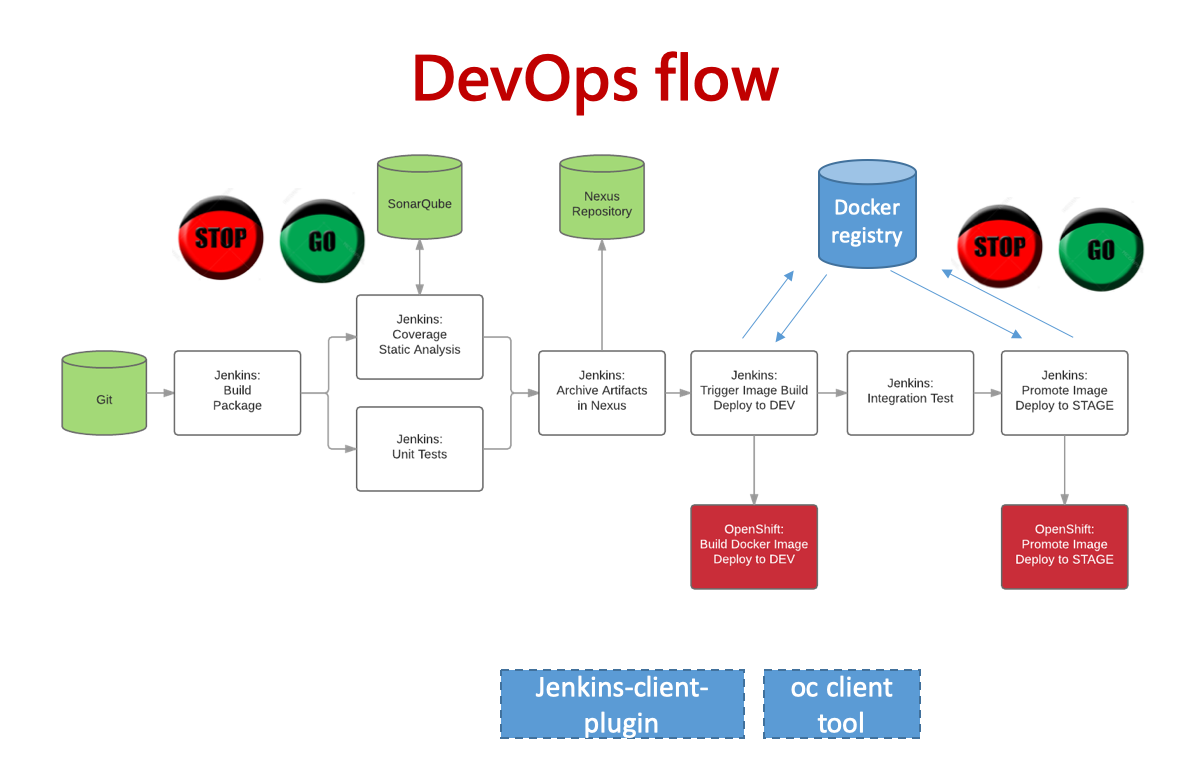 DevOps flow
SonarQube
Nexus
Repository
Docker
registry
STOP
GO
STOP
GO
Jenkins:
Coverage
Static Analysis
Git
Jenkins:
Build
Package
Jenkins:
Unit Tests
Jenkins:
Archive Artifacts
in Nexus
Jenkins:
Trigger Image Build
Deploy to DEV
Jenkins:
Integration Test
Jenkins:
Promote Image
Deploy to STAGE
OpenShift:
Build Docker Image
Deploy to DEV
OpenShift:
Promote Image
Deploy to STAGE
Jenkins-client-
plugin
oc client
tool